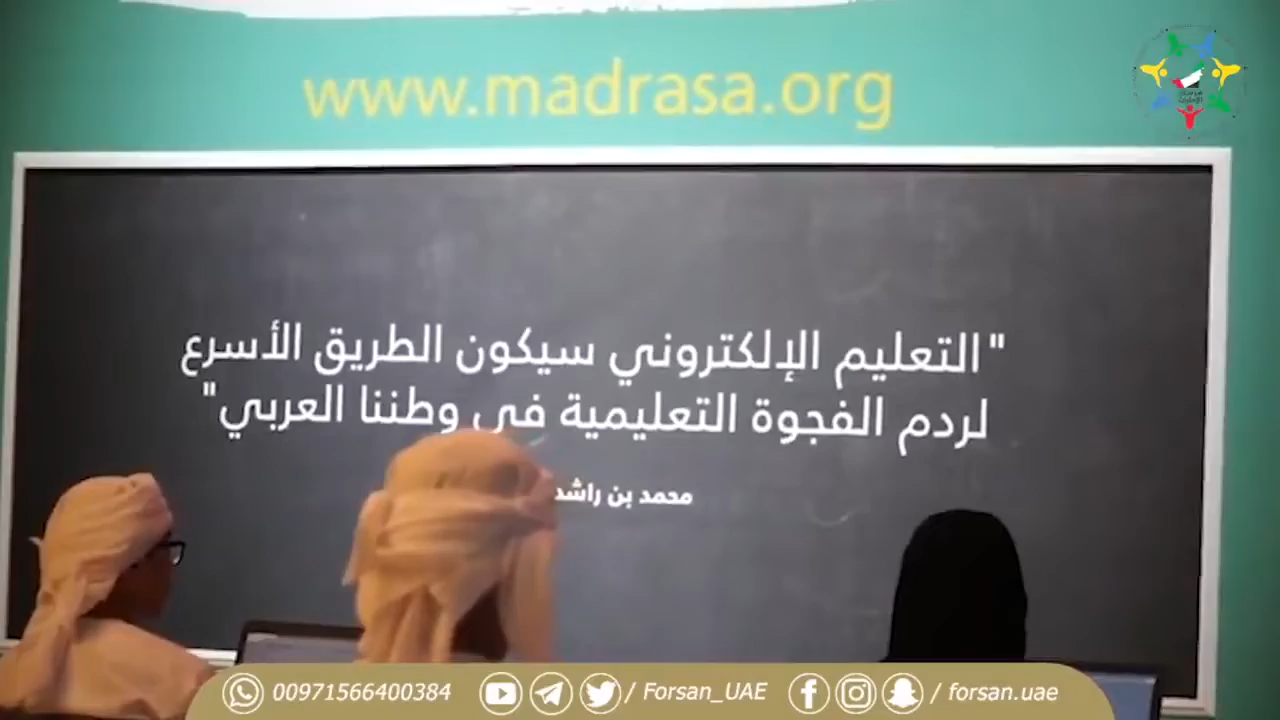 www.madrasa.org
"التعليم الإلكتروني سيكون الطريق الأسرع
لردم الفجوة التعليمية في وطننا العربي"
محمد بن راشد
00971566400384
/ Forsan_UAE
/ forsan.uae